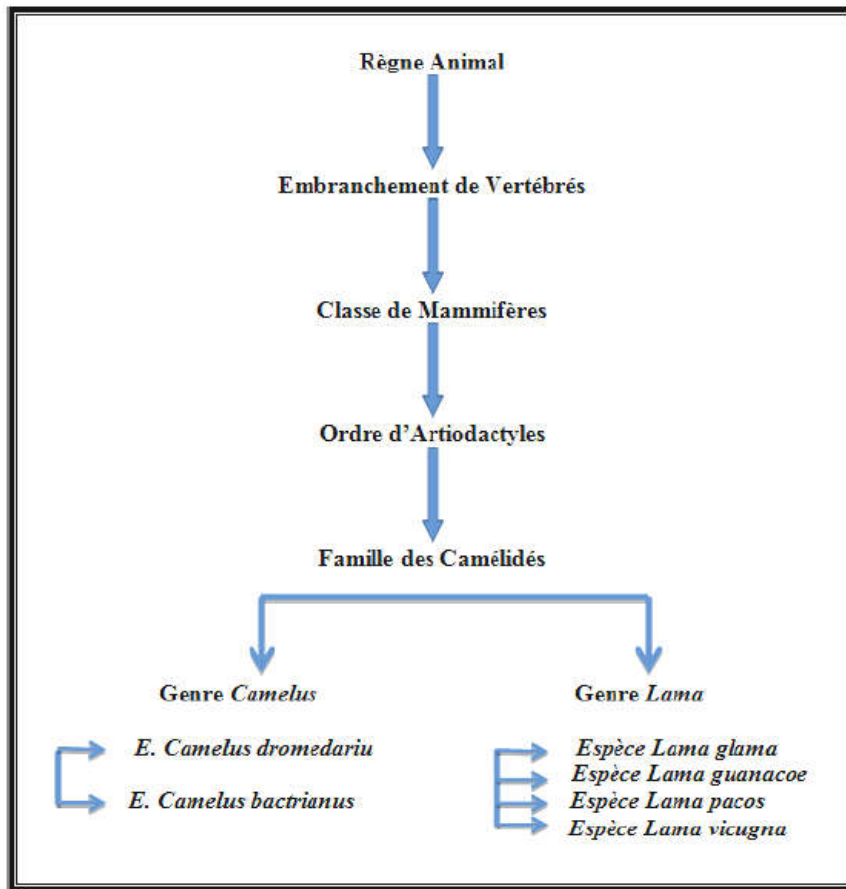 Règne Animal
Embranchement de Vertébrés
Classe de Mammifères
Ordre d'Artiodactyles
Famille des Camélidés
Genre Camelus
E. Camelus dromedariu
E. Camelus bactrianus
Genre Lama
Espèce Lama glama
Espèce Lama guanacoe
Espèce Lama pacos
Espèce Lama vicugna